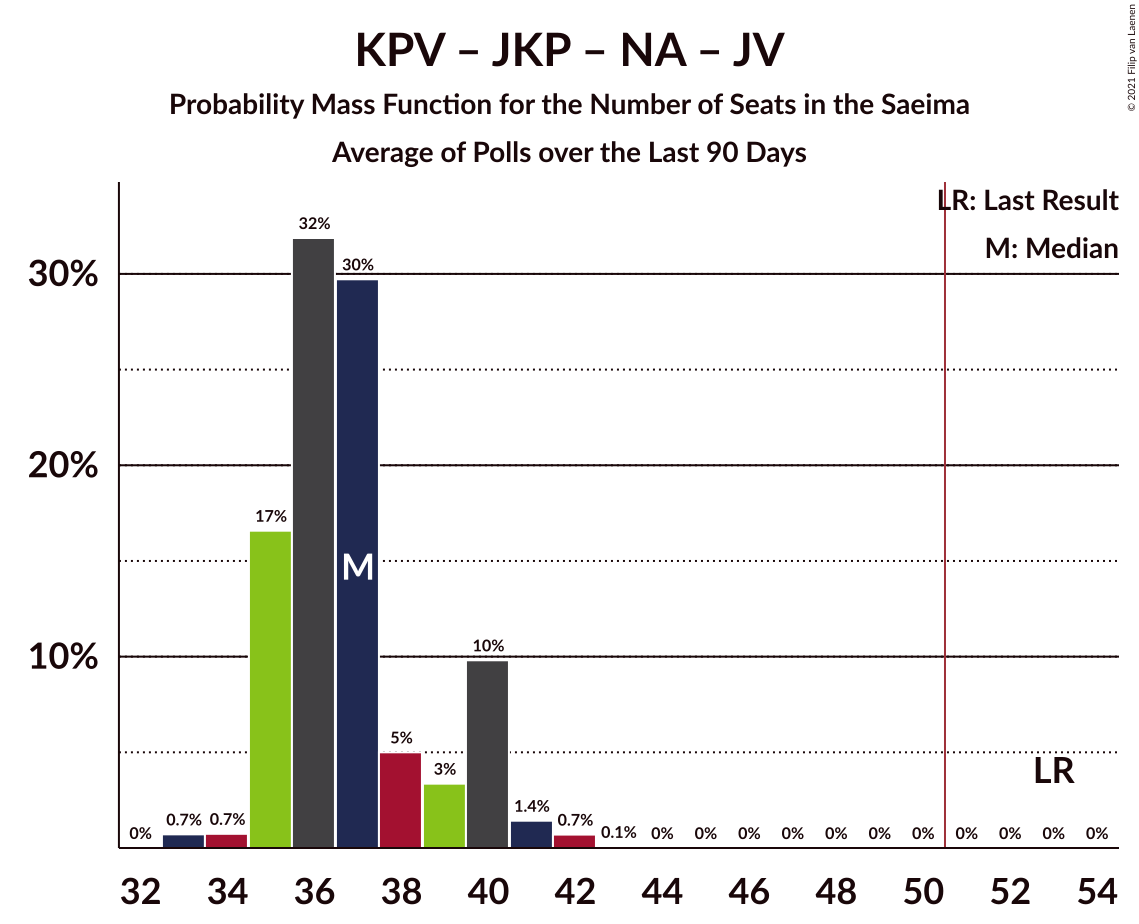 KPV – JKP – NA – JV
Probability Mass Function for the Number of Seats in the Saeima
Average of Polls over the Last 90 Days
© 2021 Filip van Laenen
LR: Last Result
M: Median
30%
20%
10%
0% 0.7% 0.7% 17% 32% 30% 5% 3% 10% 1.4% 0.7% 0.1% 0% 0% 0% 0% 0% 0% 0% 0% 0% 0% 0%
M
LR
32 34 36 38 40 42 44 46 48 50 52 54